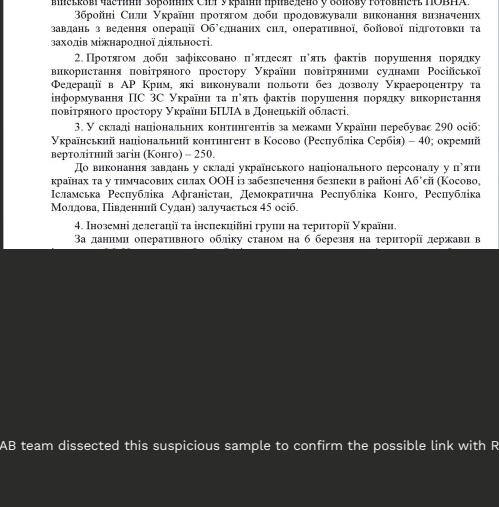 військові частини Збройних Сил України приведено у бойову готовність ПОВНА.
Збройні Сили України протягом доби продовжували виконання визначених
завдань з ведення операції Об’єднаних сил, оперативної, бойової підготовки та
заходів міжнародної діяльності.
2. Протягом доби зафіксовано п’ятдесят п’ять фактів порушення порядку
використання повітряного простору України повітряними суднами Російської
Федерації в АР Крим, які виконували польоти без дозволу Украероцентру та
інформування ПС ЗС України та п’ять фактів порушення порядку використання
повітряного простору України БПЛА в Донецькій області.
3. У складі національних контингентів за межами України перебуває 290 осіб:
Український національний контингент в Косово (Республіка Сербія) – 40; окремий
вертолітний загін (Конго) – 250.
До виконання завдань у складі українського національного персоналу у п’яти
країнах та у тимчасових силах ООН із забезпечення безпеки в районі Аб’єй (Косово,
Ісламська Республіка Афганістан, Демократична Республіка Конго, Республіка
Молдова, Південний Судан) залучається 45 осіб.
4. Іноземні делегації та інспекційні групи на території України.
За даними оперативного обліку станом на 6 березня на території держави в
AB team dissected this suspicious sample to confirm the possible link with R